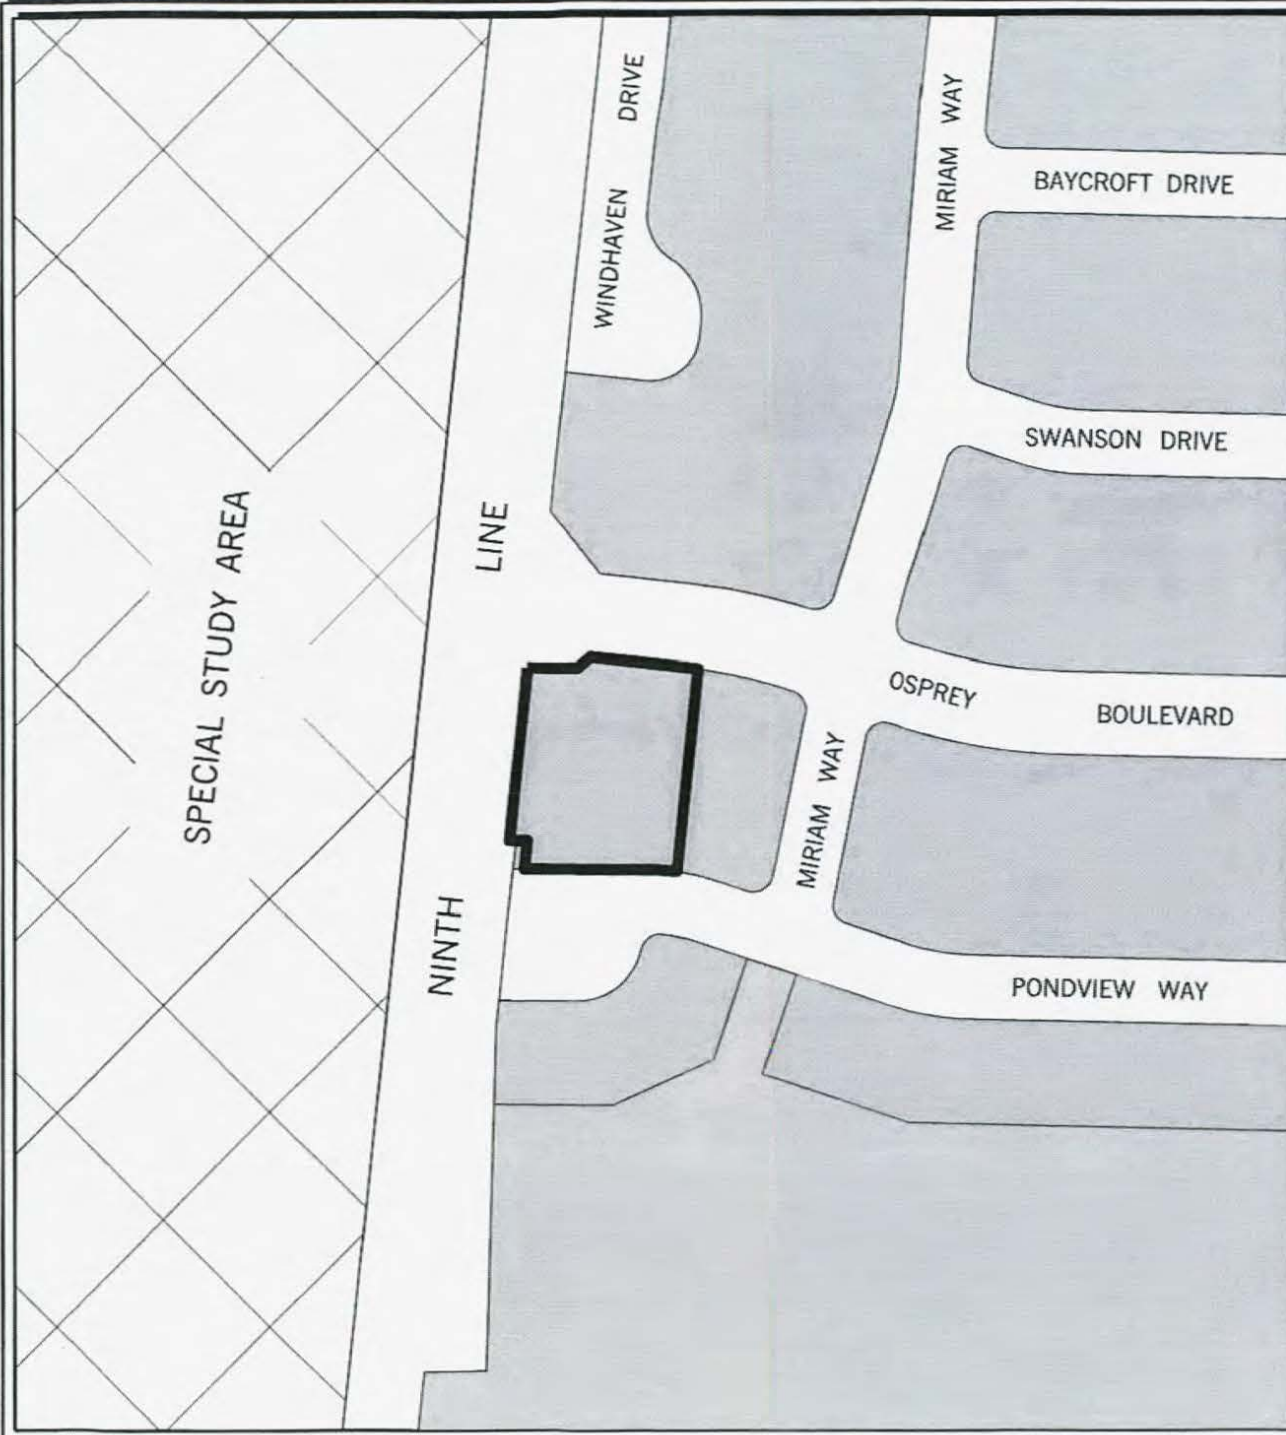 WINDHAVEN DRIVE
MIRIAM WAY
BAYCROFT DRIVE
SWANSON DRIVE
SPECIAL STUDY AREA
NINTH LINE
OSPREY BOULEVARD
MIRIAM WAY
PONDVIEW WAY